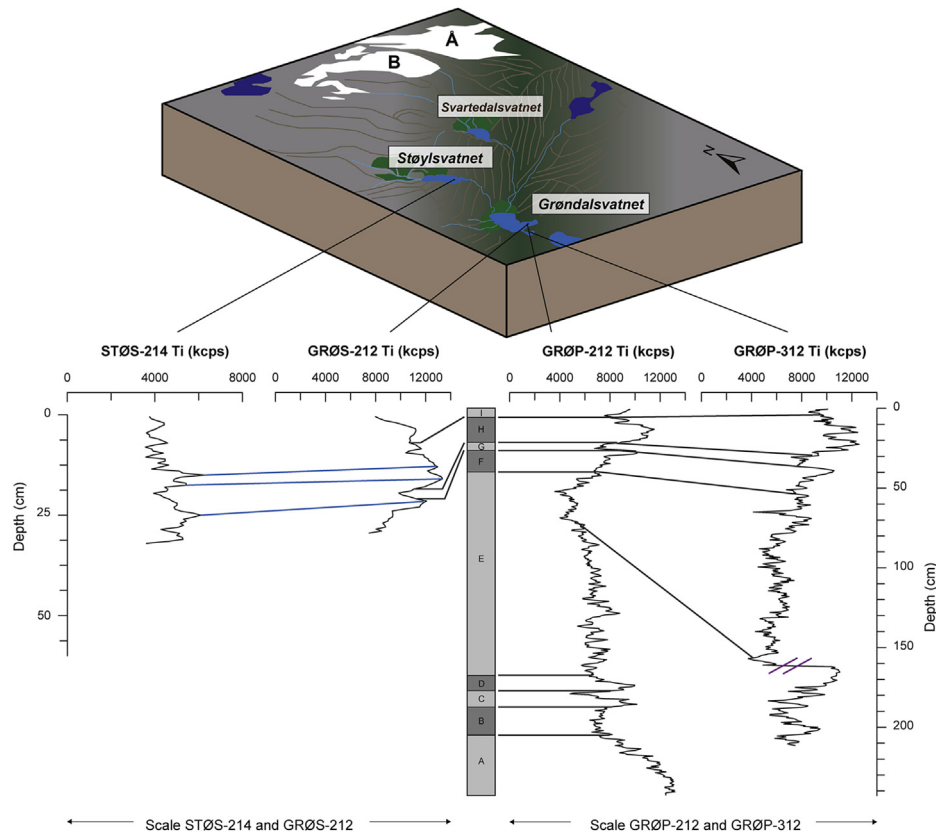 Å
B
Svartedalsvatnet
Støylsvatnet
Grøndalsvatnet
N
STØS-214 Ti (kcps)
GRØS-212 Ti (kcps)
GRØP-212 Ti (kcps)
GRØP-312 Ti (kcps)
0 4000 8000
0 4000 8000 12000
0 4000 8000 12000
0 4000 8000 12000
0
25
50
Depth (cm)
I
H
G
F
E
D
C
B
A
0
50
100
150
200
Depth (cm)
Scale STØS-214 and GRØS-212
Scale GRØP-212 and GRØP-312